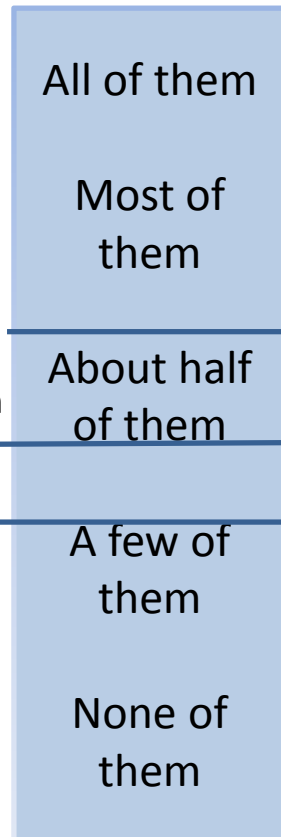 All of them
Most of
them
About half
of them
A few of
them
None of
them